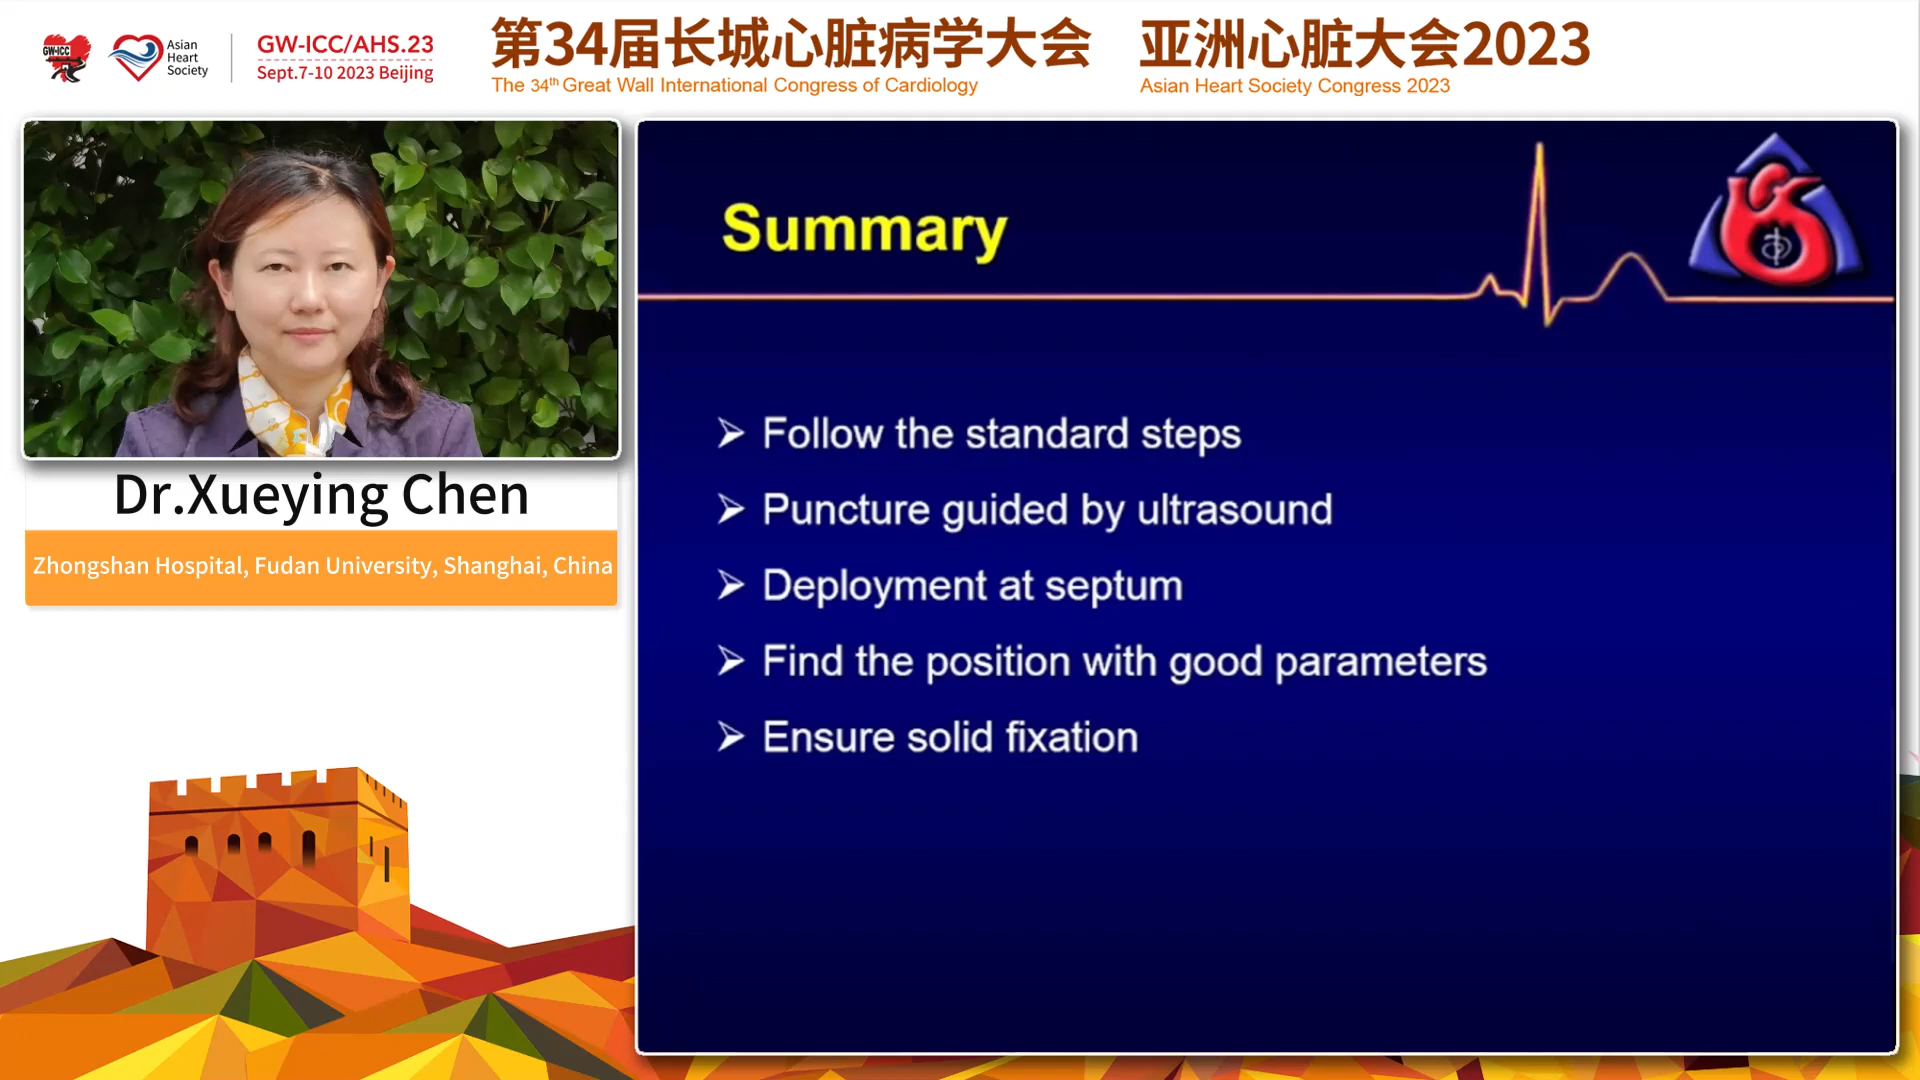 GW-ICC
Asian
Heart
Society
GW-ICC/AHS.23
Sept.7-10 2023 Beijing
第34届长城心脏病学大会
The 34th Great Wall International Congress of Cardiology
亚洲心脏大会2023
Asian Heart Society Congress 2023
Dr.Xueying Chen
Zhongshan Hospital, Fudan University, Shanghai, China
Summary
➢ Follow the standard steps
➢ Puncture guided by ultrasound
➢ Deployment at septum
➢ Find the position with good parameters
➢ Ensure solid fixation